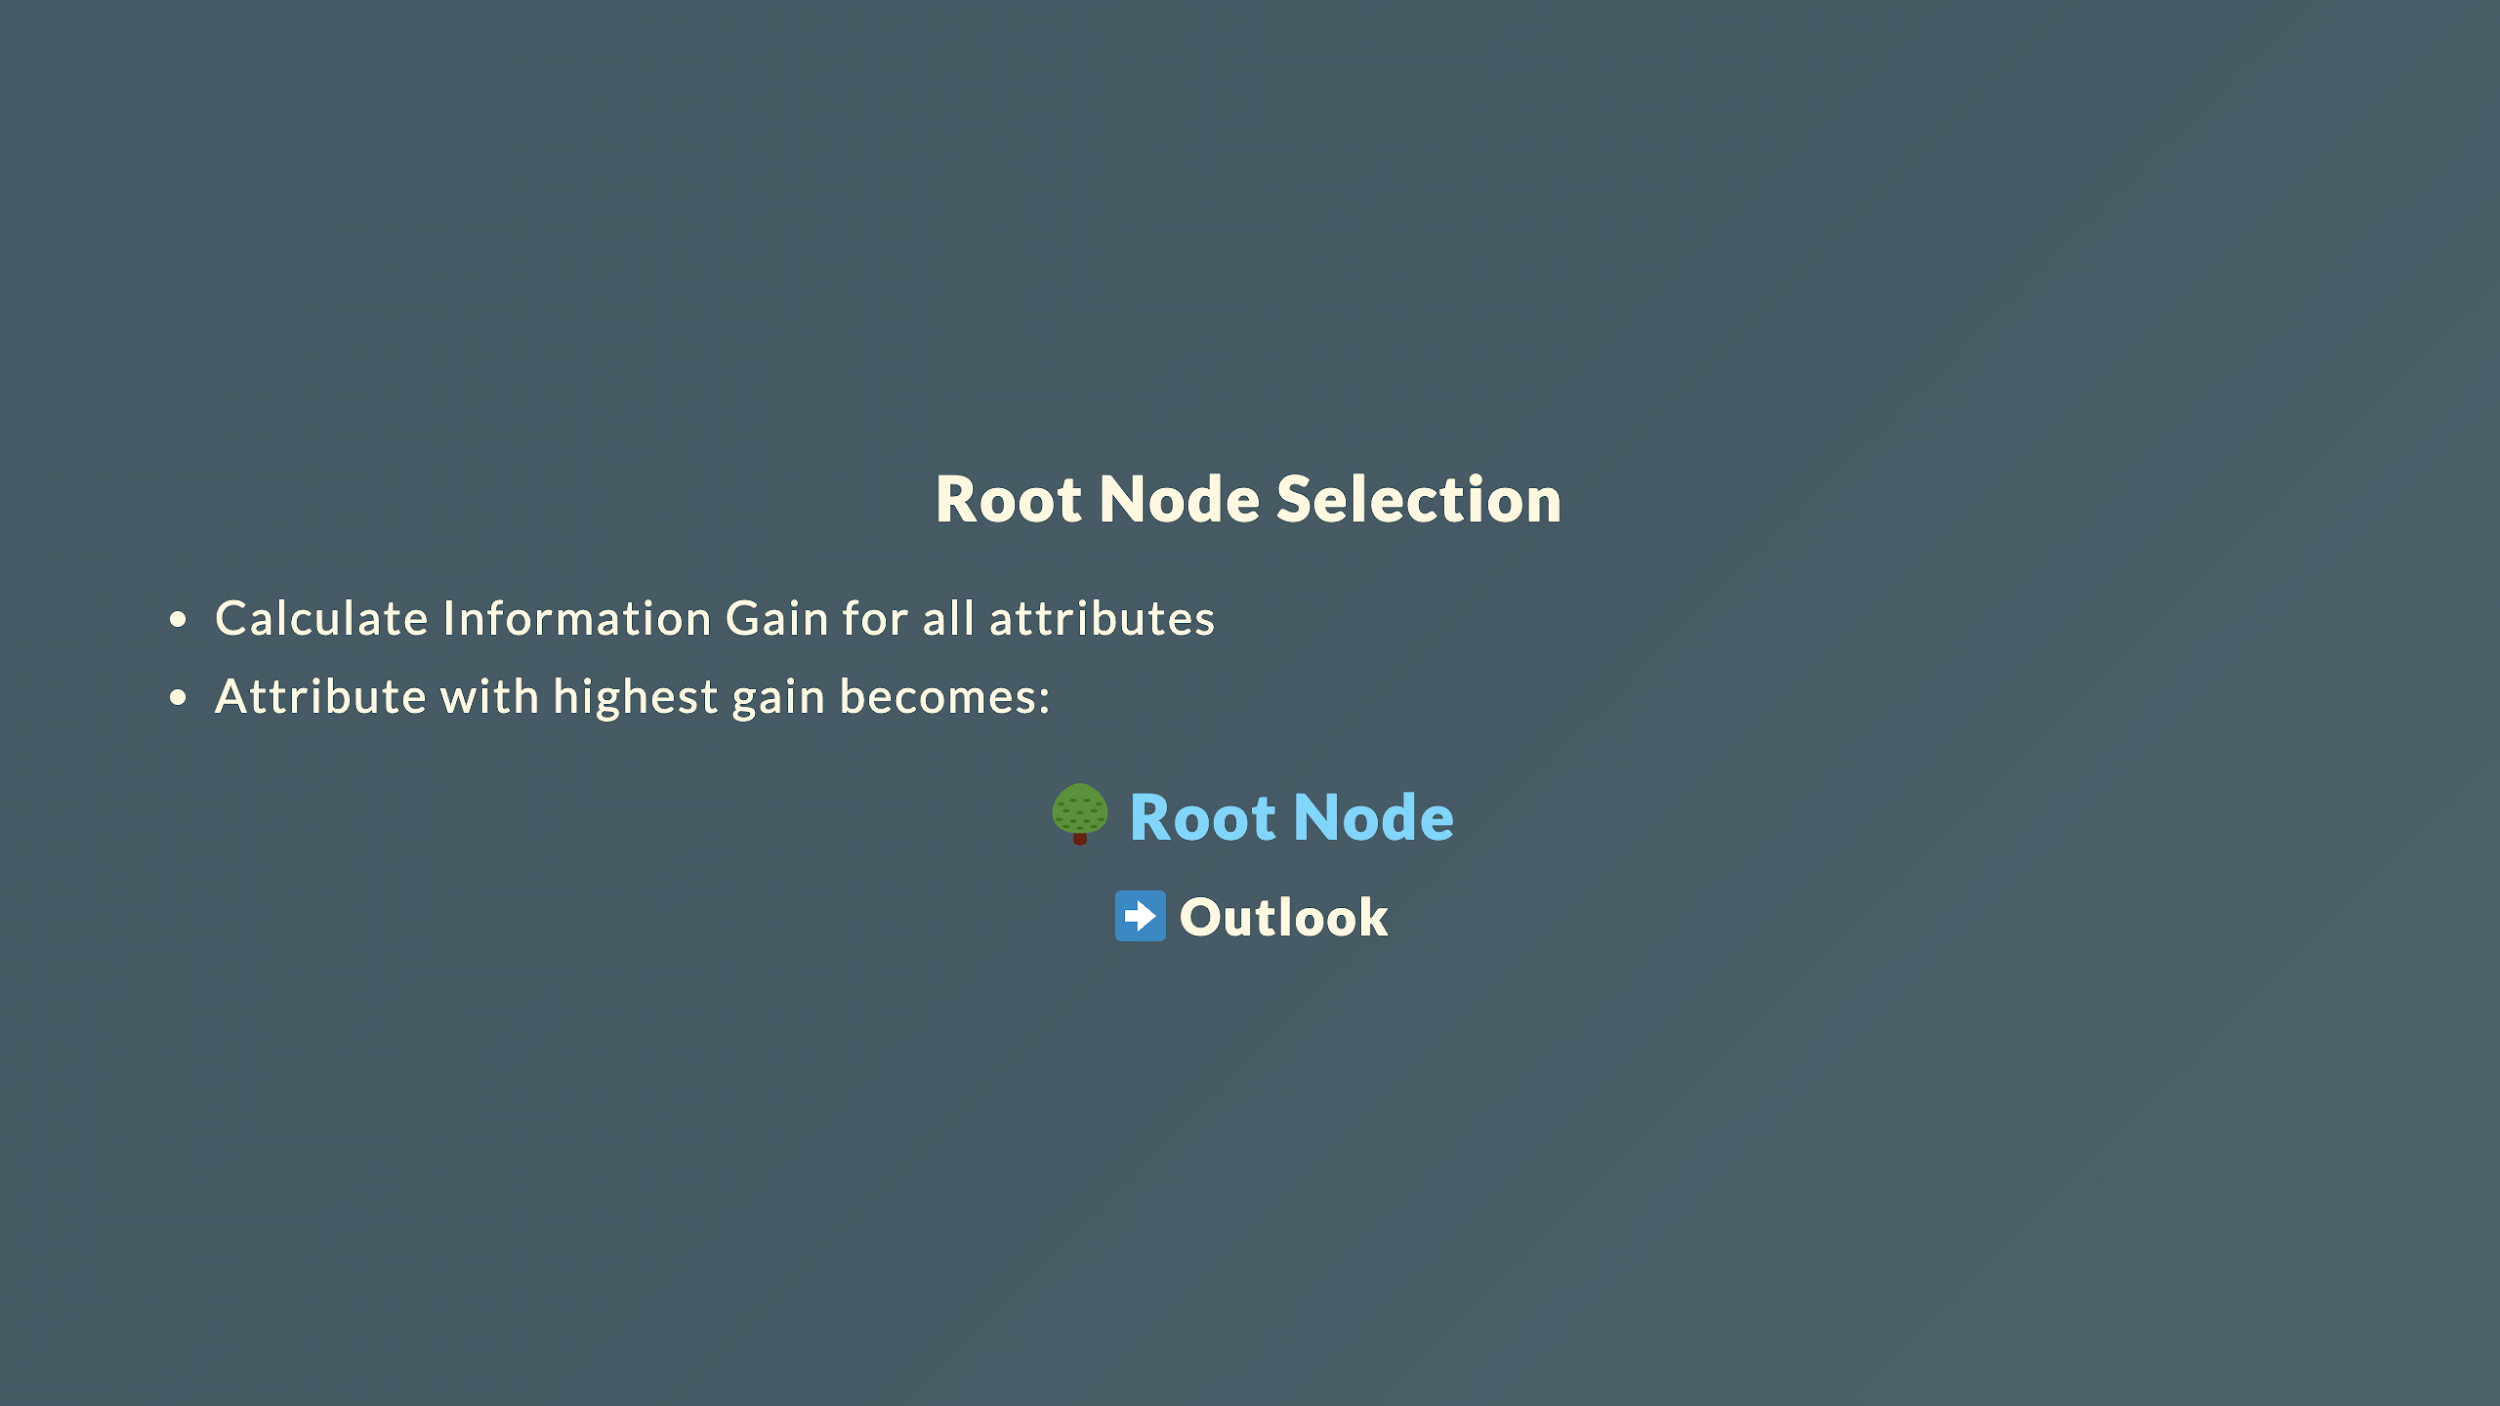 Root Node Selection
• Calculate Information Gain for all attributes
• Attribute with highest gain becomes:
🌳 Root Node
➡️ Outlook